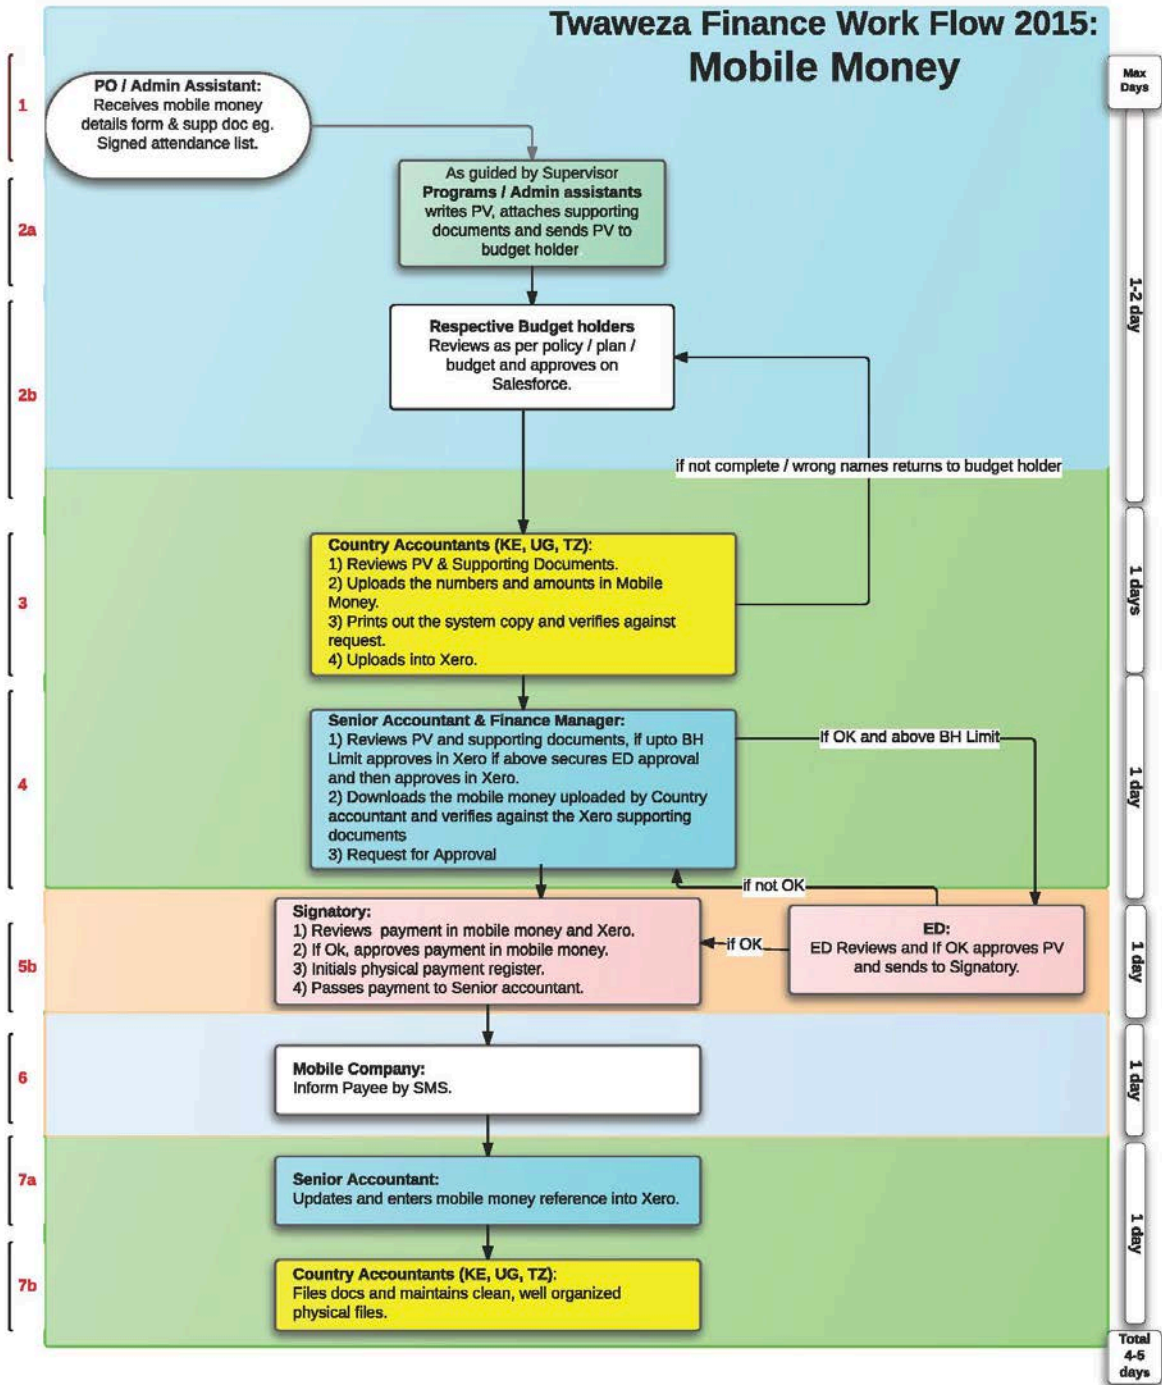 Twaweza Finance Work Flow 2015:
Mobile Money
Max
Days
1
PO / Admin Assistant:
Receives mobile money
details form & supp doc eg.
Signed attendance list.
2a
As guided by Supervisor
Programs / Admin assistants
writes PV, attaches supporting
documents and sends PV to
budget holder
1-2 day
2b
Respective Budget holders
Reviews as per policy / plan /
budget and approves on
Salesforce.
if not complete / wrong names returns to budget holder
3
Country Accountants (KE, UG, TZ):
1) Reviews PV & Supporting Documents.
2) Uploads the numbers and amounts in Mobile
Money.
3) Prints out the system copy and verifies against
request.
4) Uploads into Xero.
1 days
4
Senior Accountant & Finance Manager:
1) Reviews PV and supporting documents, if upto BH
Limit approves in Xero if above secures ED approval
and then approves in Xero.
2) Downloads the mobile money uploaded by Country
accountant and verifies against the Xero supporting
documents
3) Request for Approval
If OK and above BH Limit
1 day
if not OK
5b
Signatory:
1) Reviews  payment in mobile money and Xero.
2) If Ok, approves payment in mobile money.
3) Initials physical payment register.
4) Passes payment to Senior accountant.
if OK
ED:
ED Reviews and If OK approves PV
and sends to Signatory.
1 day
6
Mobile Company:
Inform Payee by SMS.
1 day
7a
Senior Accountant:
Updates and enters mobile money reference into Xero.
1 day
7b
Country Accountants (KE, UG, TZ):
Files docs and maintains clean, well organized
physical files.
Total
4-5
days